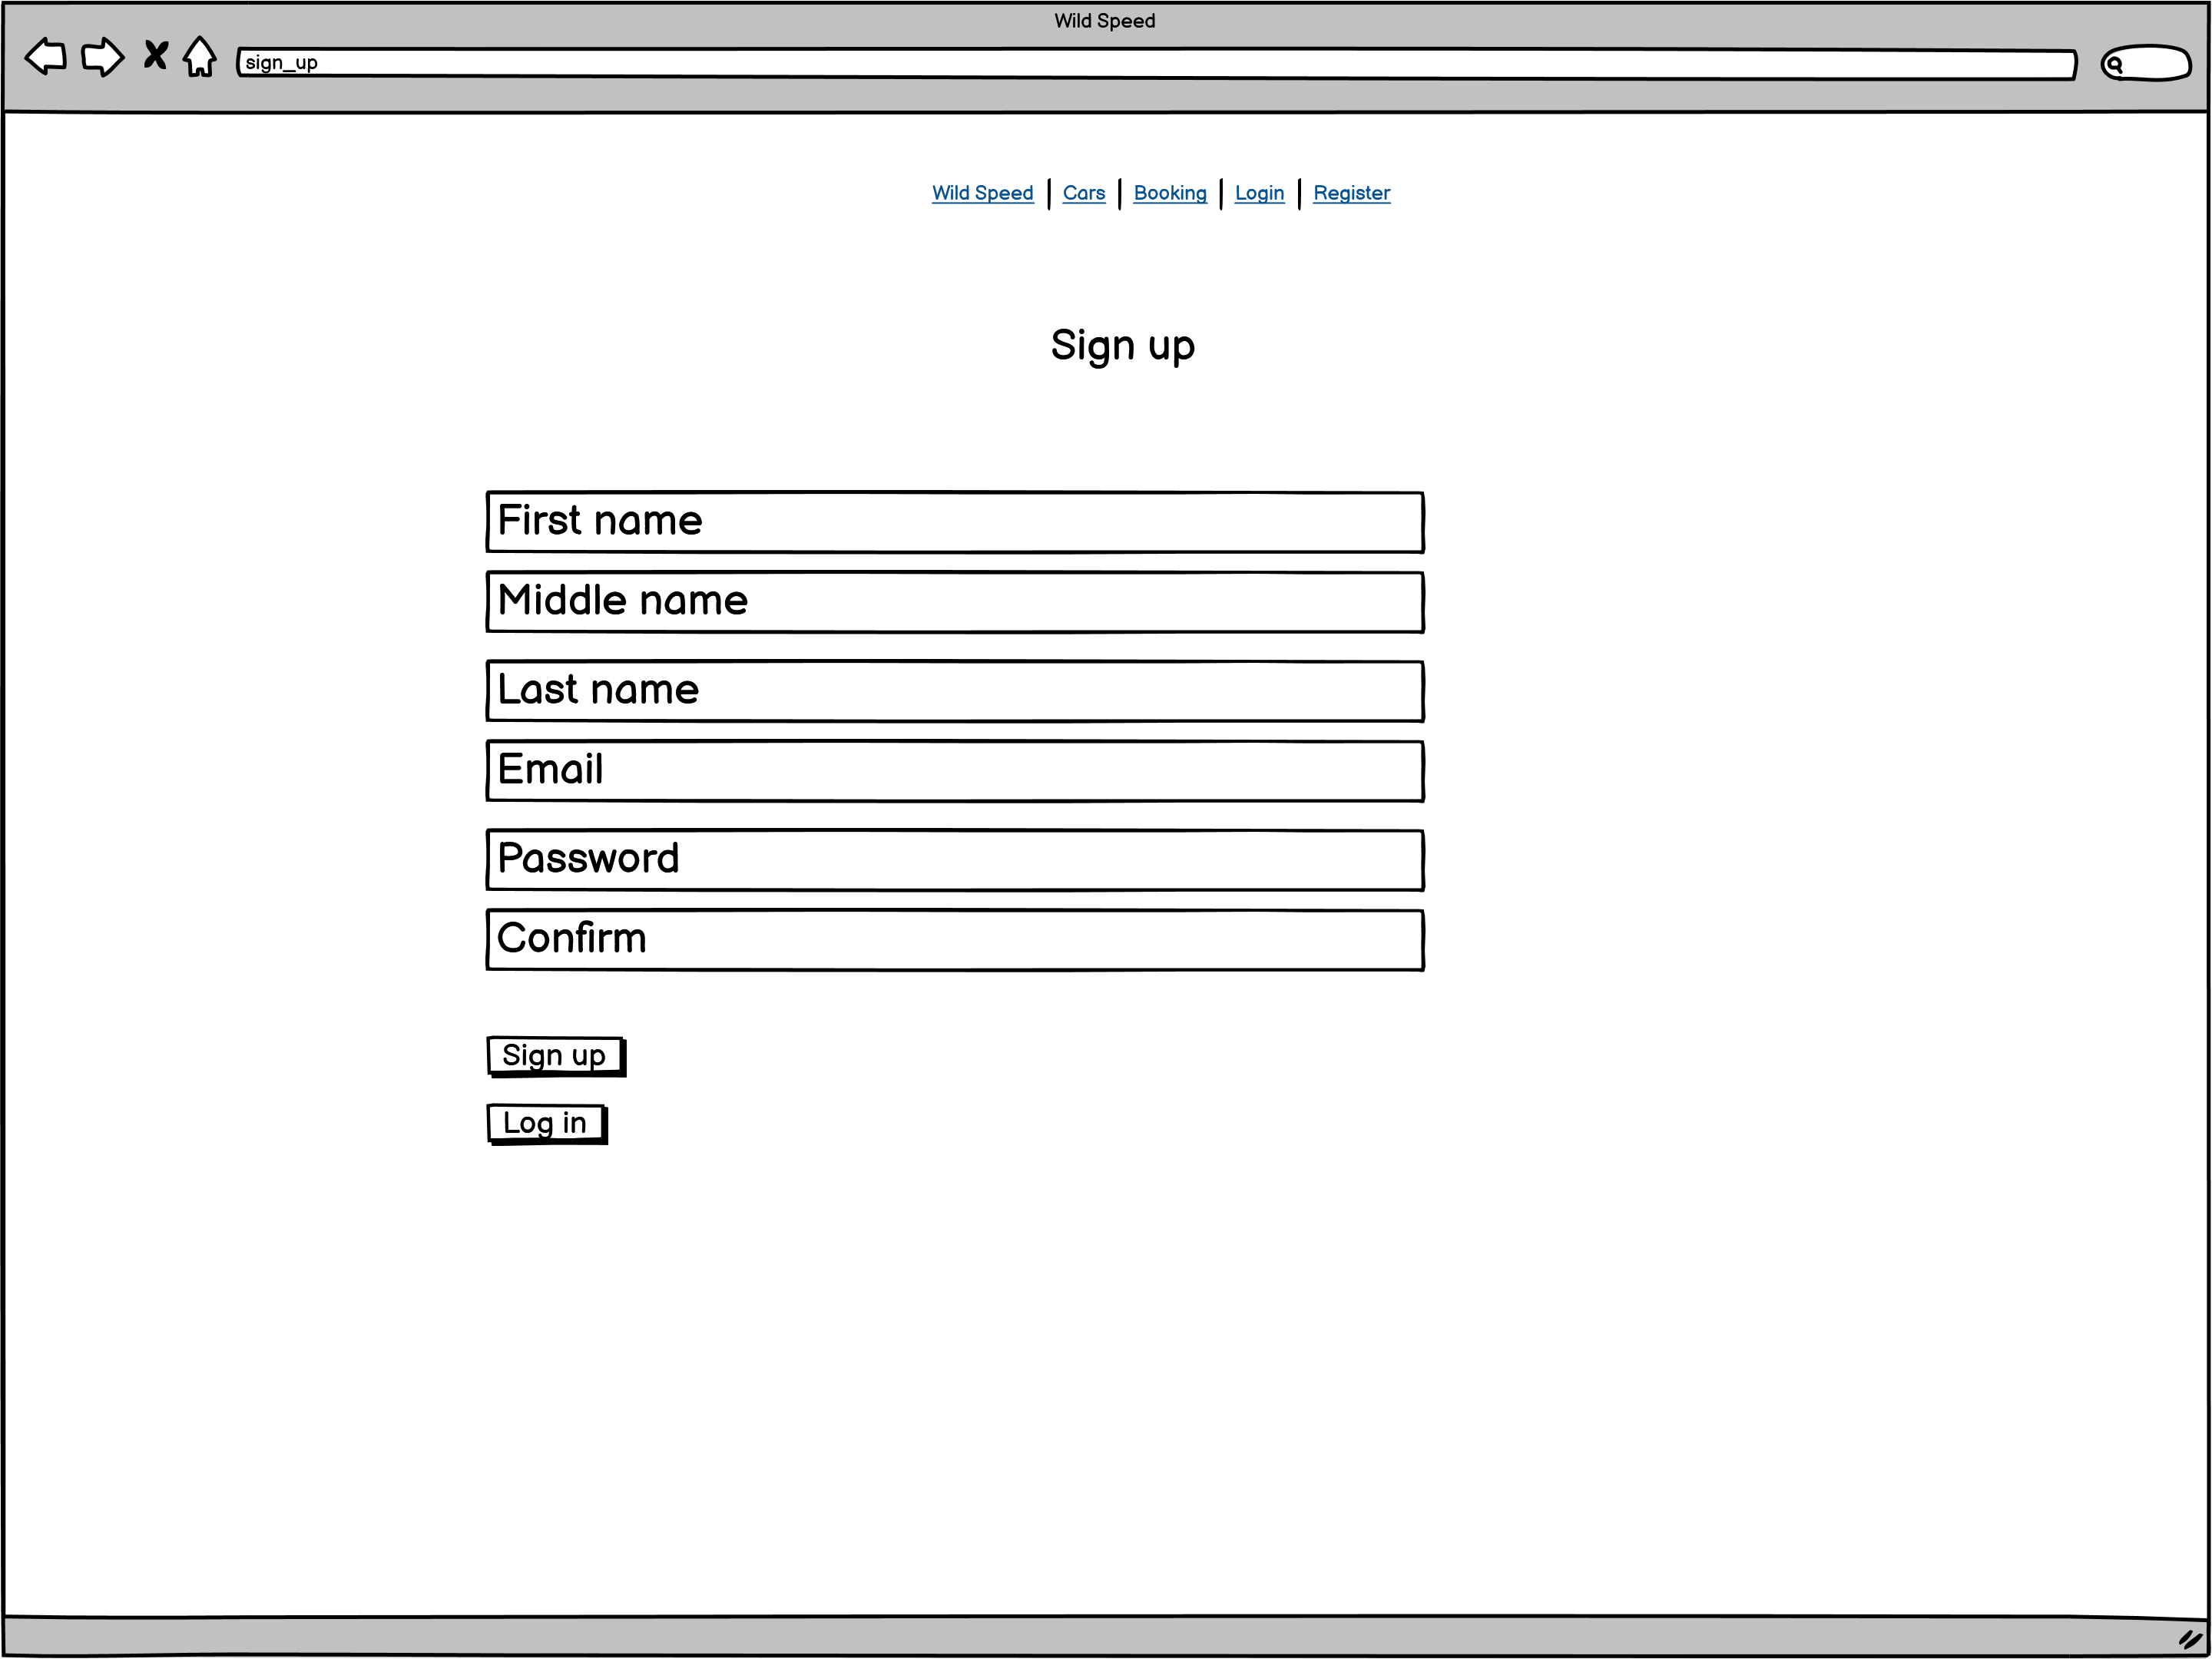 Wild Speed
sign_up
Wild Speed | Cars | Booking | Login | Register
Sign up
First name
Middle name
Last name
Email
Password
Confirm
Sign up
Log in